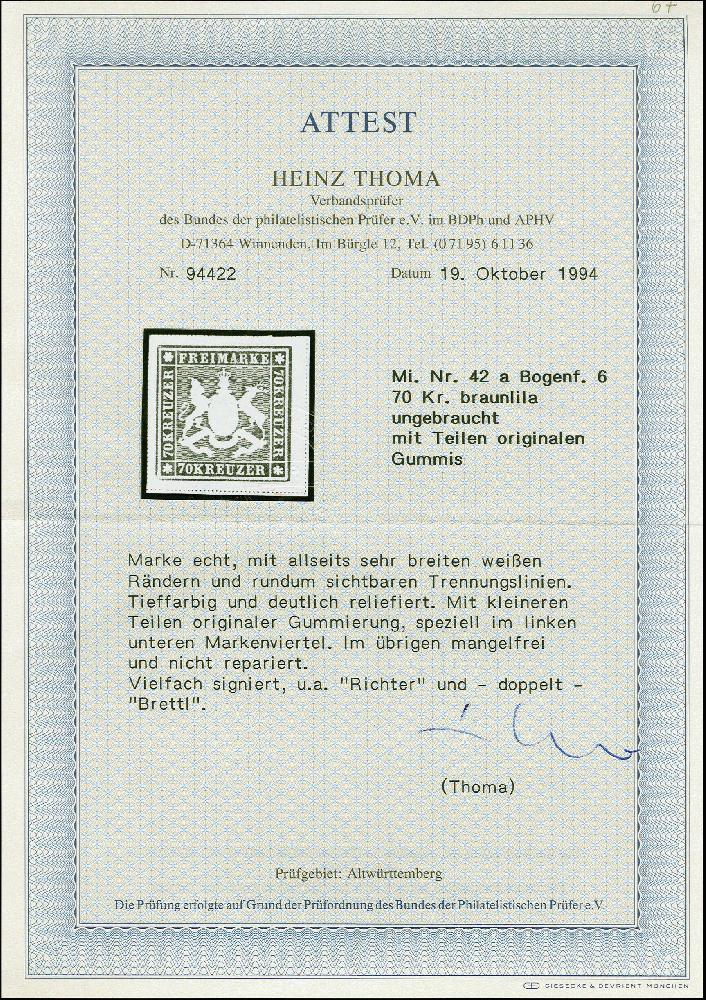 6+
ATTEST
HEINZ THOMA
Verbandsprüfer
des Bundes der philatelistischen Prüfer e.V. im BDPh und APHV
D-71364 Winnenden, Im Bürgle 12, Tel. (07195) 61136
Nr. 94422 Datum 19. Oktober 1994
FREIMARKE
70KREUZER
70KREUZER
70KREUZER
Mi. Nr. 42 a Bogenf. 6
70 Kr. braunlila
ungebraucht
mit Teilen originalen
Gummis
Marke echt, mit allseits sehr breiten weißen
Rändern und rundum sichtbaren Trennungslinien.
Tieffarbig und deutlich reliefiert. Mit kleineren
Teilen originaler Gummierung, speziell im linken
unteren Markenviertel. Im übrigen mangelfrei
und nicht repariert.
Vielfach signiert, u.a. "Richter" und - doppelt -
"Brettl".
(Thoma)
Prüfgebiet: Altwürttemberg
Die Prüfung erfolgte auf Grund der Prüfordnung des Bundes der Philatelistischen Prüfer e.V.
GIESECKE & DEVRIENT MÜNCHEN